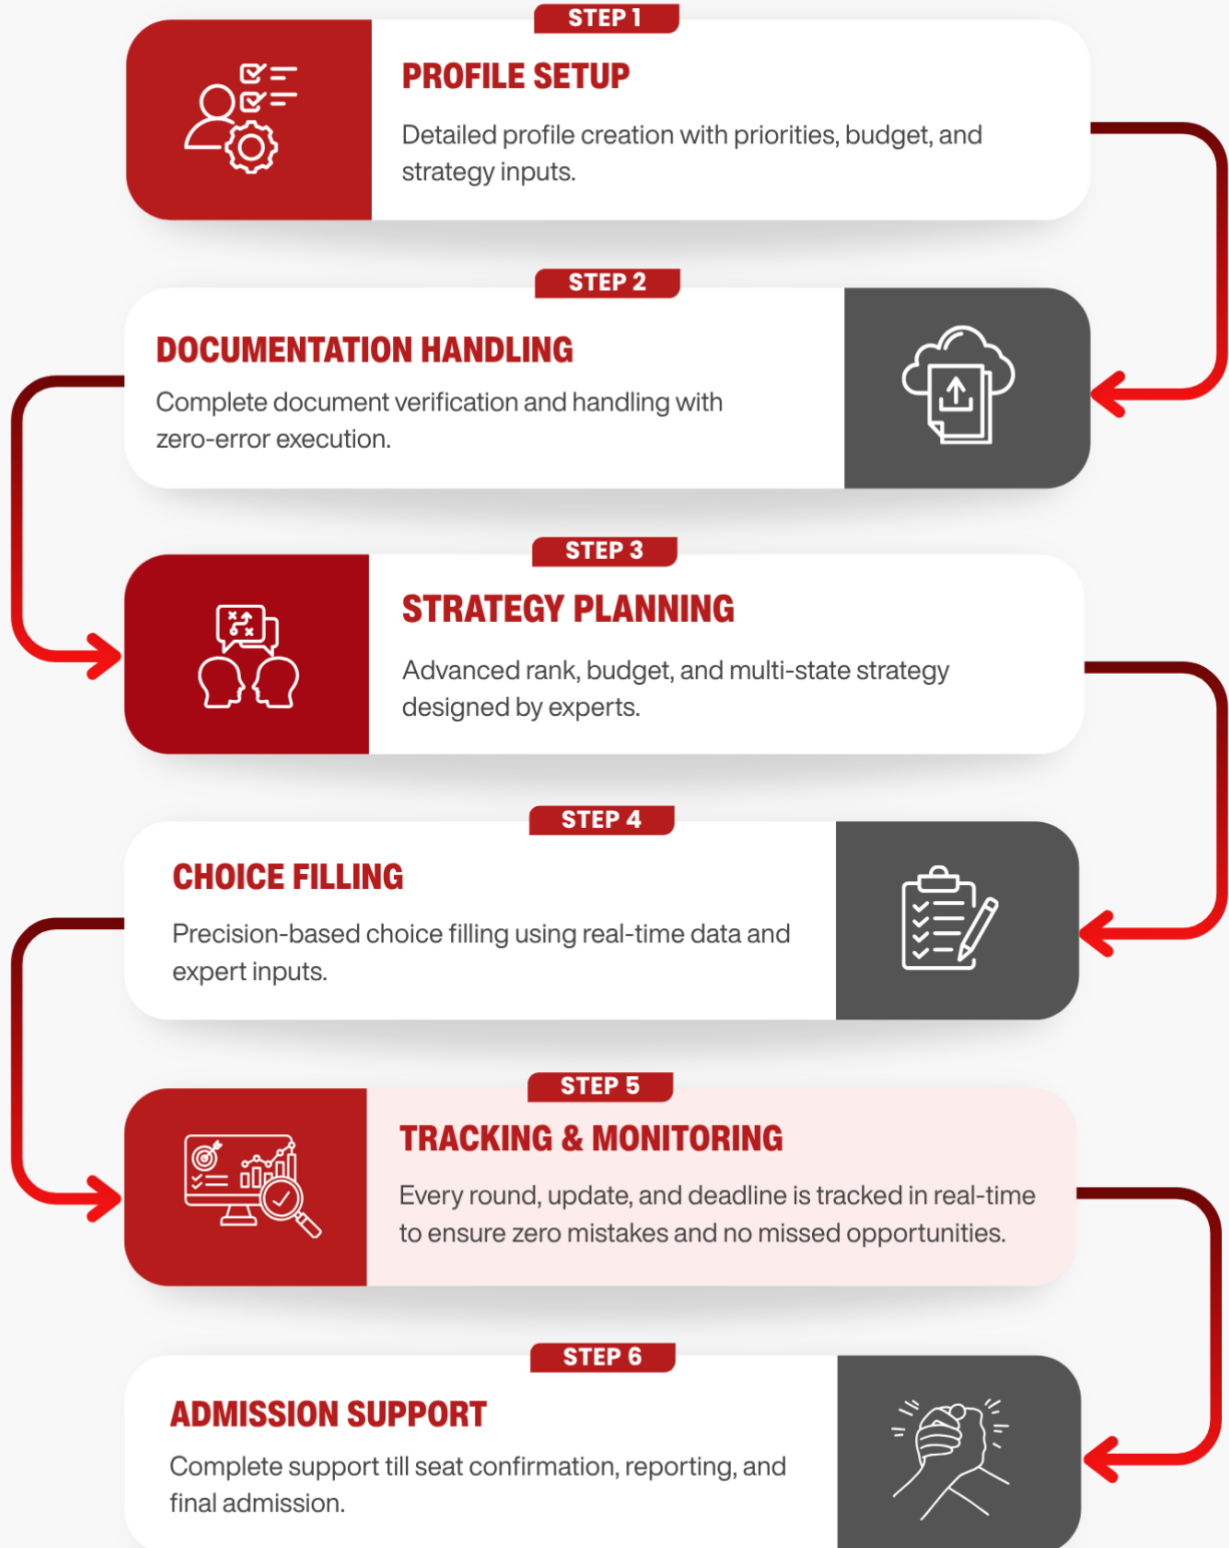 STEP 1
PROFILE SETUP
Detailed profile creation with priorities, budget, and
strategy inputs.
STEP 2
DOCUMENTATION HANDLING
Complete document verification and handling with
zero-error execution.
STEP 3
STRATEGY PLANNING
Advanced rank, budget, and multi-state strategy
designed by experts.
STEP 4
CHOICE FILLING
Precision-based choice filling using real-time data and
expert inputs.
STEP 5
TRACKING & MONITORING
Every round, update, and deadline is tracked in real-time
to ensure zero mistakes and no missed opportunities.
STEP 6
ADMISSION SUPPORT
Complete support till seat confirmation, reporting, and
final admission.